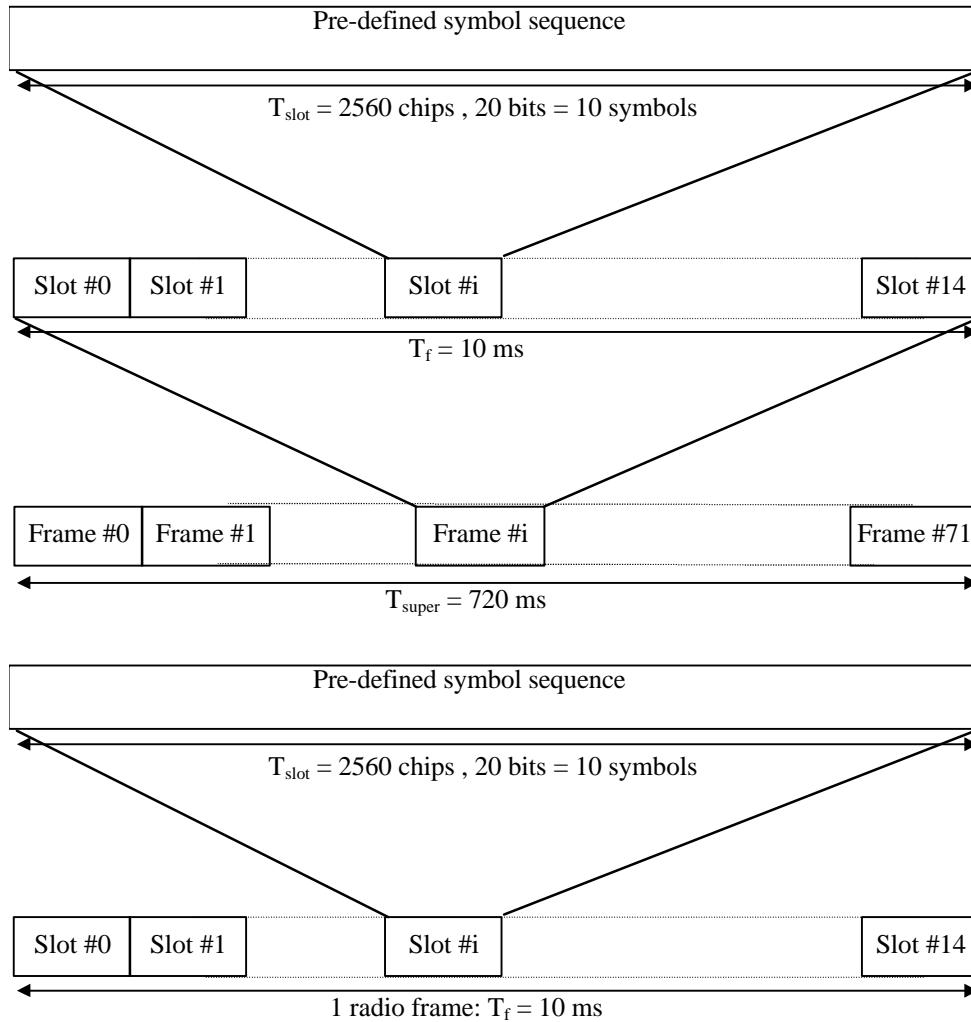 Pre-defined symbol sequence
T_slot = 2560 chips , 20 bits = 10 symbols
Slot #0 Slot #1 Slot #i Slot #14
T_f = 10 ms
Frame #0 Frame #1 Frame #i Frame #71
T_super = 720 ms
Pre-defined symbol sequence
T_slot = 2560 chips , 20 bits = 10 symbols
Slot #0 Slot #1 Slot #i Slot #14
1 radio frame: T_f = 10 ms